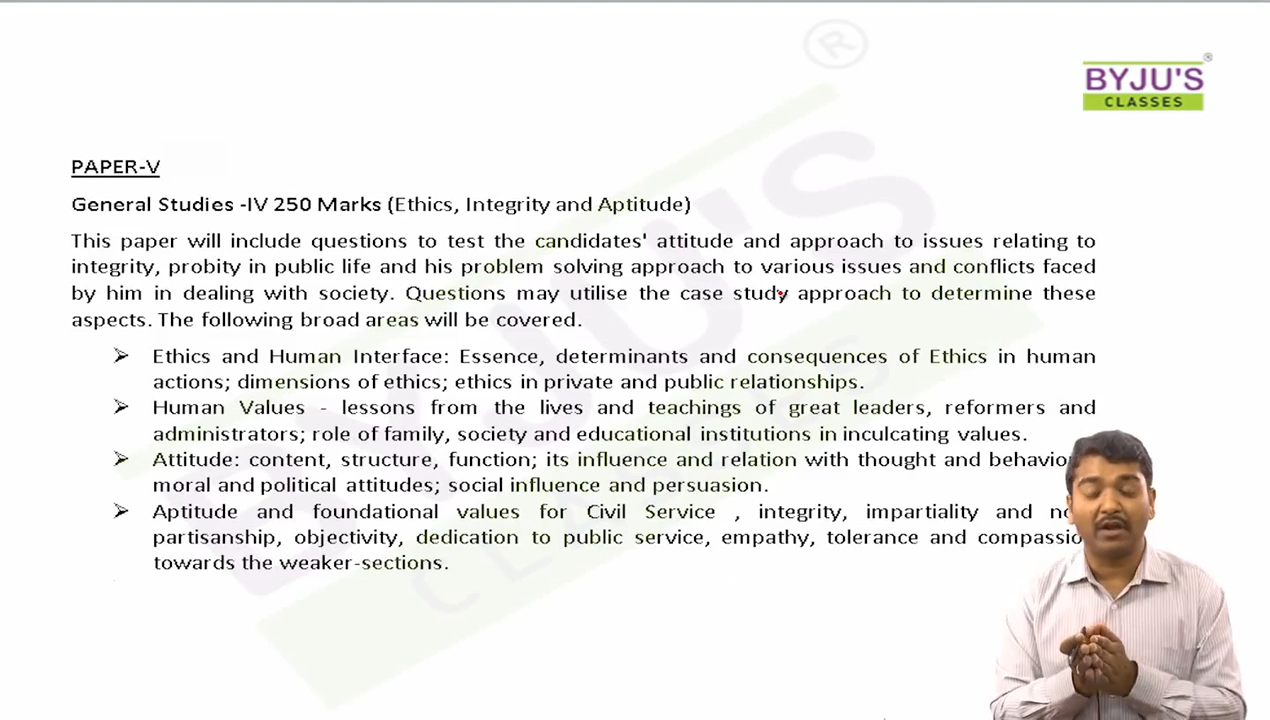 ®
BYJU'S
CLASSES
PAPER-V
General Studies -IV 250 Marks (Ethics, Integrity and Aptitude)
This paper will include questions to test the candidates' attitude and approach to issues relating to
integrity, probity in public life and his problem solving approach to various issues and conflicts faced
by him in dealing with society. Questions may utilise the case study approach to determine these
aspects. The following broad areas will be covered.
Ethics and Human Interface: Essence, determinants and consequences of Ethics in human
actions; dimensions of ethics; ethics in private and public relationships.
Human Values - lessons from the lives and teachings of great leaders, reformers and
administrators; role of family, society and educational institutions in inculcating values.
Attitude: content, structure, function; its influence and relation with thought and
moral and political attitudes; social influence and persuasion.
Aptitude and foundational values for Civil Service , integrity, impartiality and
partisanship, objectivity, dedication to public service, empathy, tolerance and
towards the weaker-sections.
BYJU'S
CLASSES
®